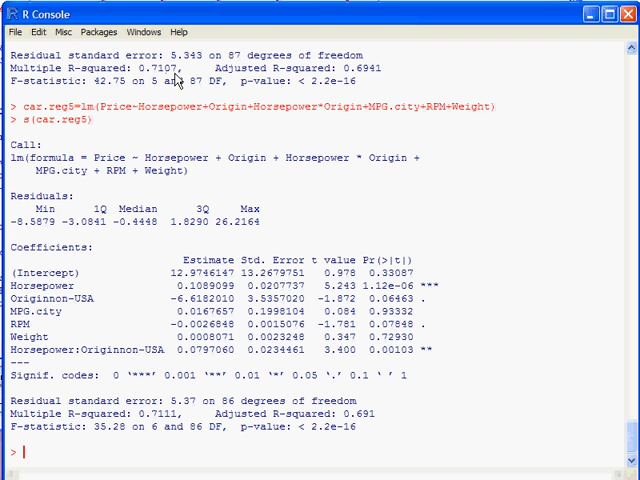 R Console
File Edit Misc Packages Windows Help
Residual standard error: 5.343 on 87 degrees of freedom
Multiple R-squared: 0.7107, Adjusted R-squared: 0.6941
F-statistic: 42.75 on 5 and 87 DF, p-value: < 2.2e-16
> car.reg5=lm(Price~Horsepower+Origin+Horsepower*Origin+MPG.city+RPM+Weight)
> s(car.reg5)
Call:
lm(formula = Price ~ Horsepower + Origin + Horsepower * Origin +
MPG.city + RPM + Weight)
Residuals:
Min 1Q Median 3Q Max
-8.5879 -3.0841 -0.4448 1.8290 26.2164
Coefficients:
Estimate Std. Error t value Pr(>|t|)
(Intercept) 12.9746147 13.2679751 0.978 0.33087
Horsepower 0.1089099 0.0207737 5.243 1.12e-06 ***
Originnon-USA -6.6182010 3.5357020 -1.872 0.06463 .
MPG.city 0.0167657 0.1998104 0.084 0.93332
RPM -0.0026848 0.0015076 -1.781 0.07848 .
Weight 0.0008071 0.0023248 0.347 0.72930
Horsepower:Originnon-USA 0.0797060 0.0234461 3.400 0.00103 **
---
Signif. codes: 0 ‘***’ 0.001 ‘**’ 0.01 ‘*’ 0.05 ‘.’ 0.1 ‘ ’ 1
Residual standard error: 5.37 on 86 degrees of freedom
Multiple R-squared: 0.7111, Adjusted R-squared: 0.691
F-statistic: 35.28 on 6 and 86 DF, p-value: < 2.2e-16
>